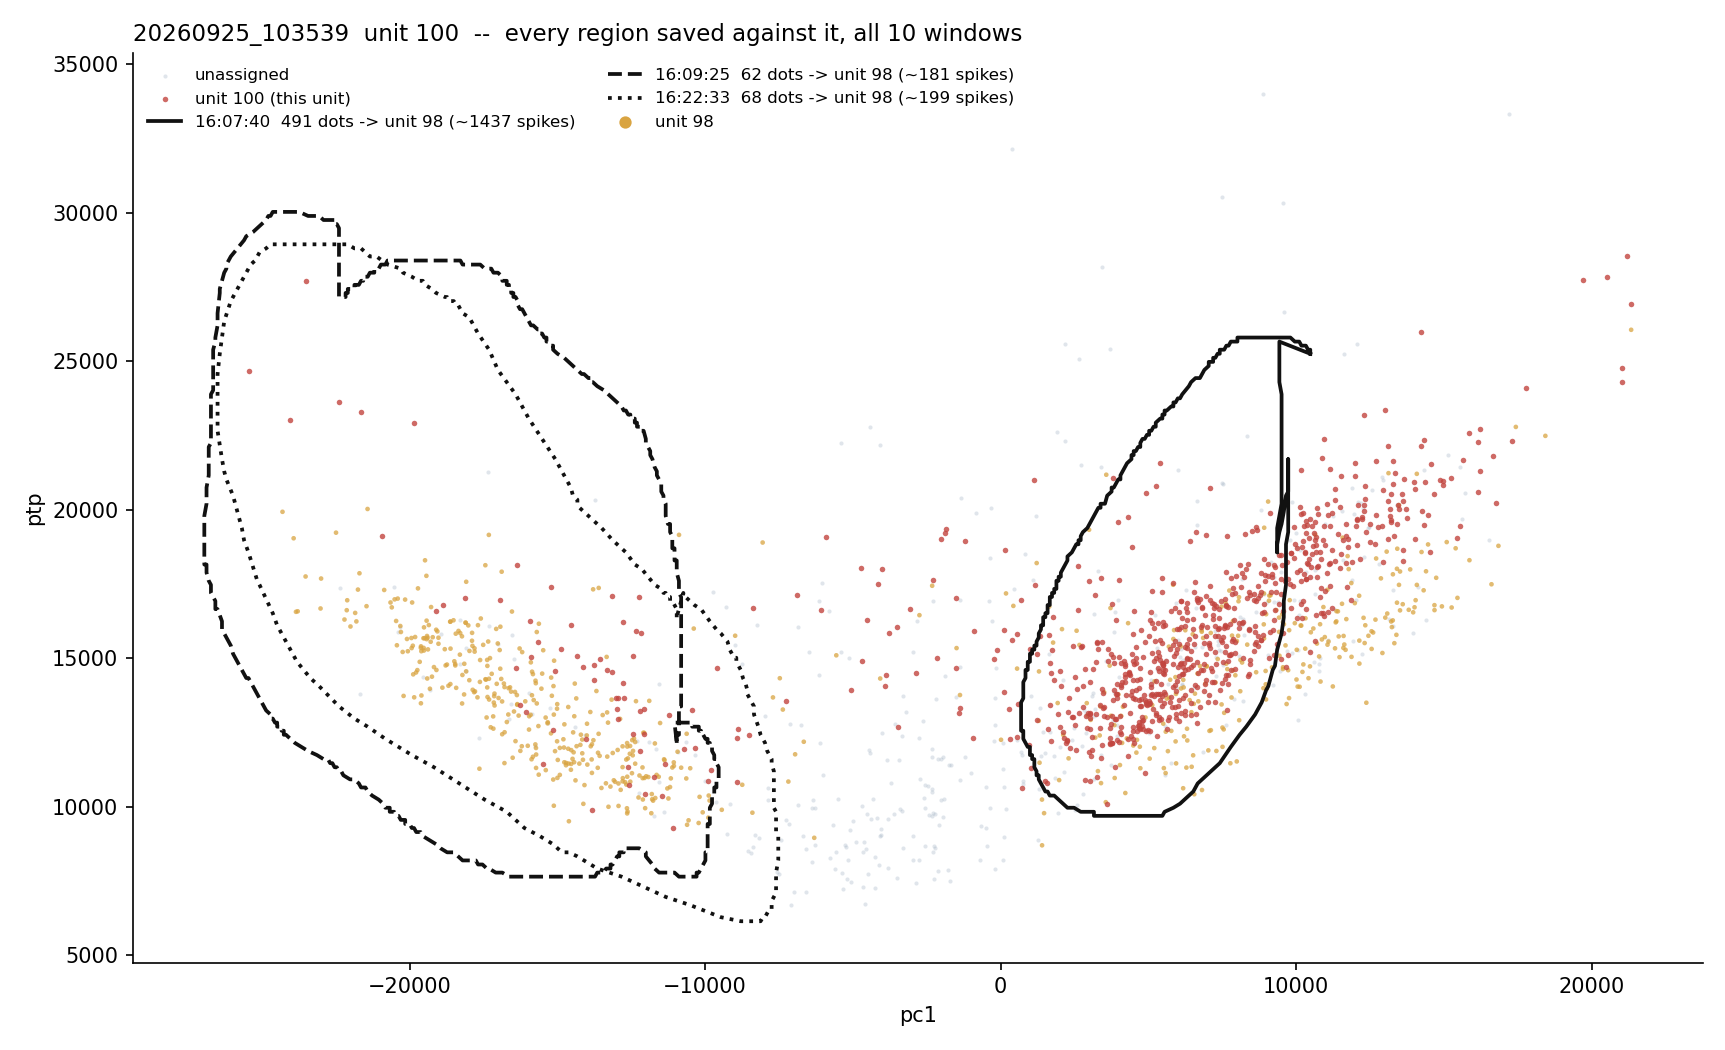 20260925_103539  unit 100  --  every region saved against it, all 10 windows
unassigned
unit 100 (this unit)
16:07:40  491 dots -> unit 98 (~1437 spikes)
16:09:25  62 dots -> unit 98 (~181 spikes)
16:22:33  68 dots -> unit 98 (~199 spikes)
unit 98
35000
30000
25000
20000
15000
10000
5000
ptp
−20000
−10000
0
10000
20000
pc1